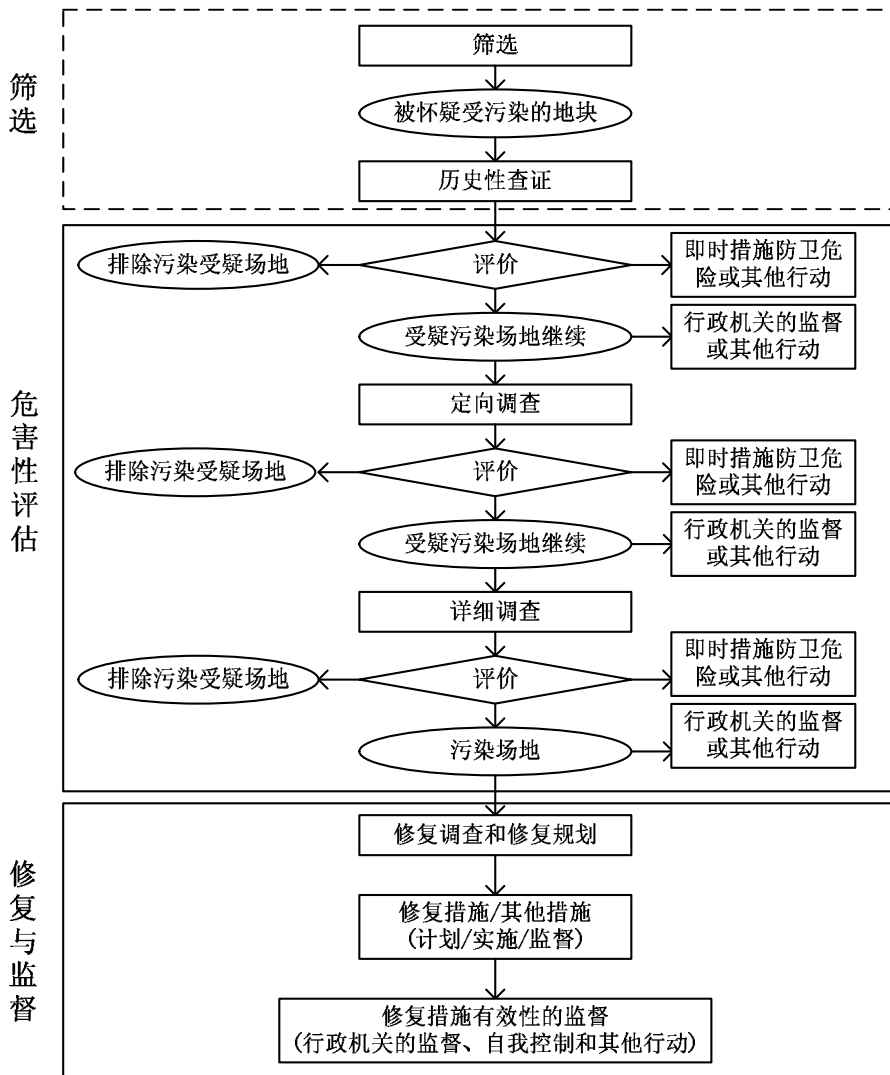 筛选
筛选
被怀疑受污染的地块
历史性查证
危害性评估
排除污染受疑场地
评价
即时措施防卫危
险或其他行动
受疑污染场地继续
行政机关的监督
或其他行动
定向调查
排除污染受疑场地
评价
即时措施防卫危
险或其他行动
受疑污染场地继续
行政机关的监督
或其他行动
详细调查
排除污染受疑场地
评价
即时措施防卫危
险或其他行动
污染场地
行政机关的监督
或其他行动
修复与监督
修复调查和修复规划
修复措施/其他措施
(计划/实施/监督)
修复措施有效性的监督
(行政机关的监督、自我控制和其他行动)